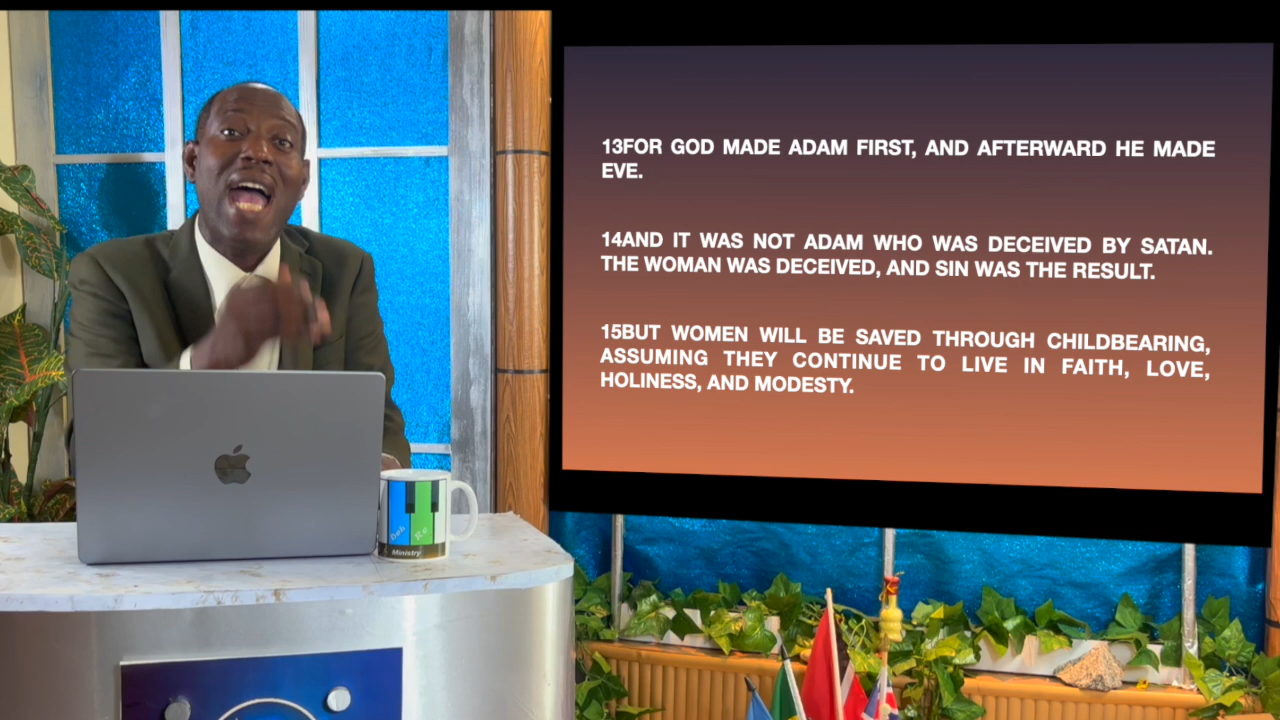 13FOR GOD MADE ADAM FIRST, AND AFTERWARD HE MADE
EVE.
14AND IT WAS NOT ADAM WHO WAS DECEIVED BY SATAN.
THE WOMAN WAS DECEIVED, AND SIN WAS THE RESULT.
15BUT WOMEN WILL BE SAVED THROUGH CHILDBEARING,
ASSUMING THEY CONTINUE TO LIVE IN FAITH, LOVE,
HOLINESS, AND MODESTY.
Doh Re
Ministry